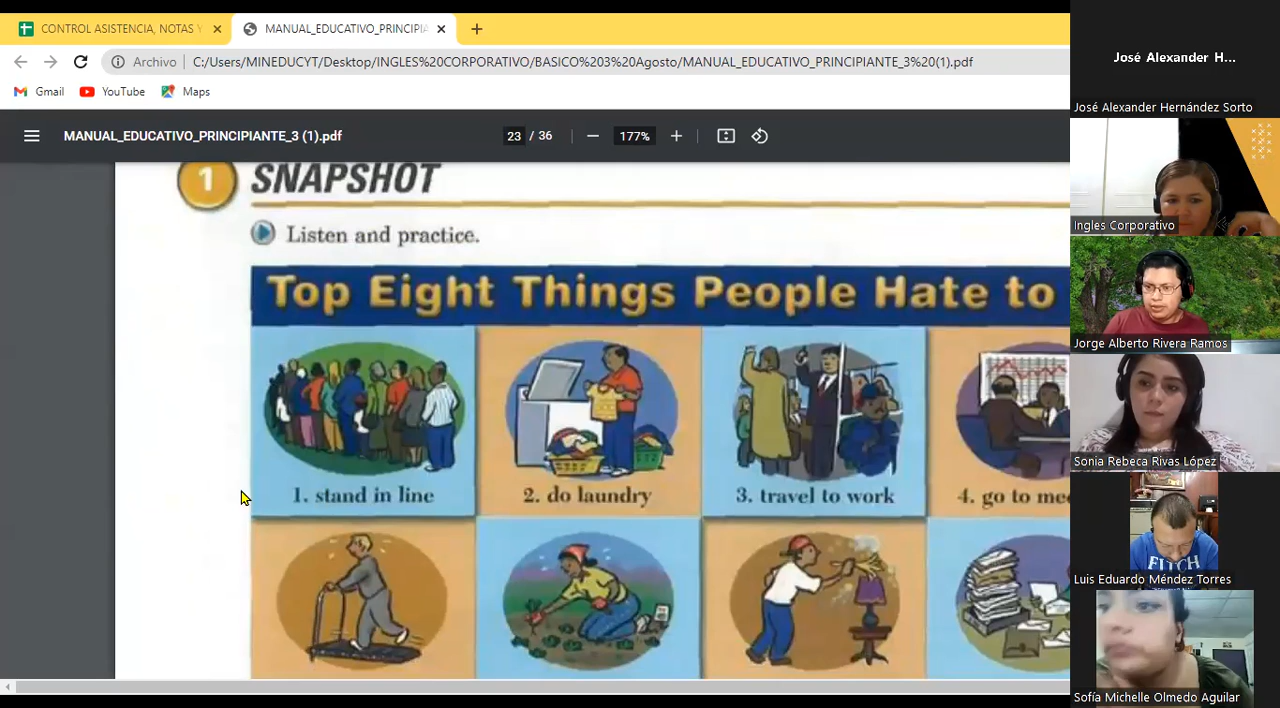 CONTROL ASISTENCIA, NOTAS Y
MANUAL_EDUCATIVO_PRINCIPIA
Archivo
C:/Users/MINEDUCYT/Desktop/INGLES%20CORPORATIVO/BASICO%203%20Agosto/MANUAL_EDUCATIVO_PRINCIPIANTE_3%20(1).pdf
Gmail
YouTube
Maps
MANUAL_EDUCATIVO_PRINCIPIANTE_3 (1).pdf
23 / 36
177%
1 SNAPSHOT
Listen and practice.
Top Eight Things People Hate to
1. stand in line
2. do laundry
3. travel to work
4. go to me
José Alexander H...
José Alexander Hernández Sorto
Ingles Corporativo
Jorge Alberto Rivera Ramos
Sonia Rebeca Rivas López
FITCH
Luis Eduardo Méndez Torres
Sofía Michelle Olmedo Aguilar